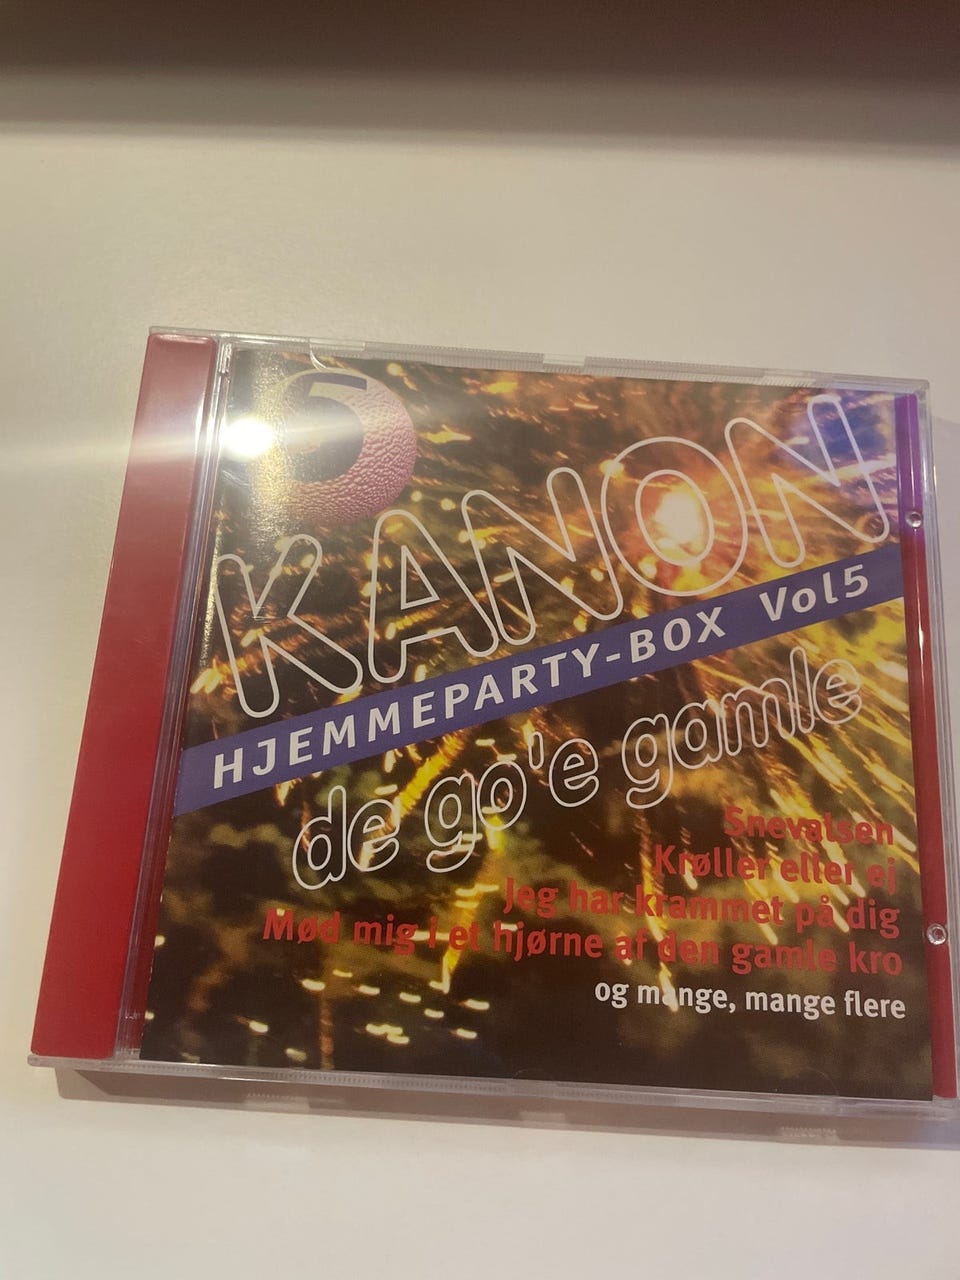 5
KANON
HJEMMEPARTY-BOX Vol5
de go'e gamle
Snevalsen
Krøller eller ej
Jeg har krammet på dig
Mød mig i et hjørne af den gamle kro
og mange, mange flere